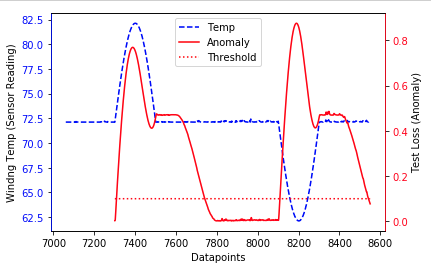 82.5
80.0
77.5
75.0
72.5
70.0
67.5
65.0
62.5
Windng Temp (Sensor Reading)
Temp
Anomaly
Threshold
0.8
0.6
0.4
0.2
0.0
Test Loss (Anomaly)
7000 7200 7400 7600 7800 8000 8200 8400 8600
Datapoints